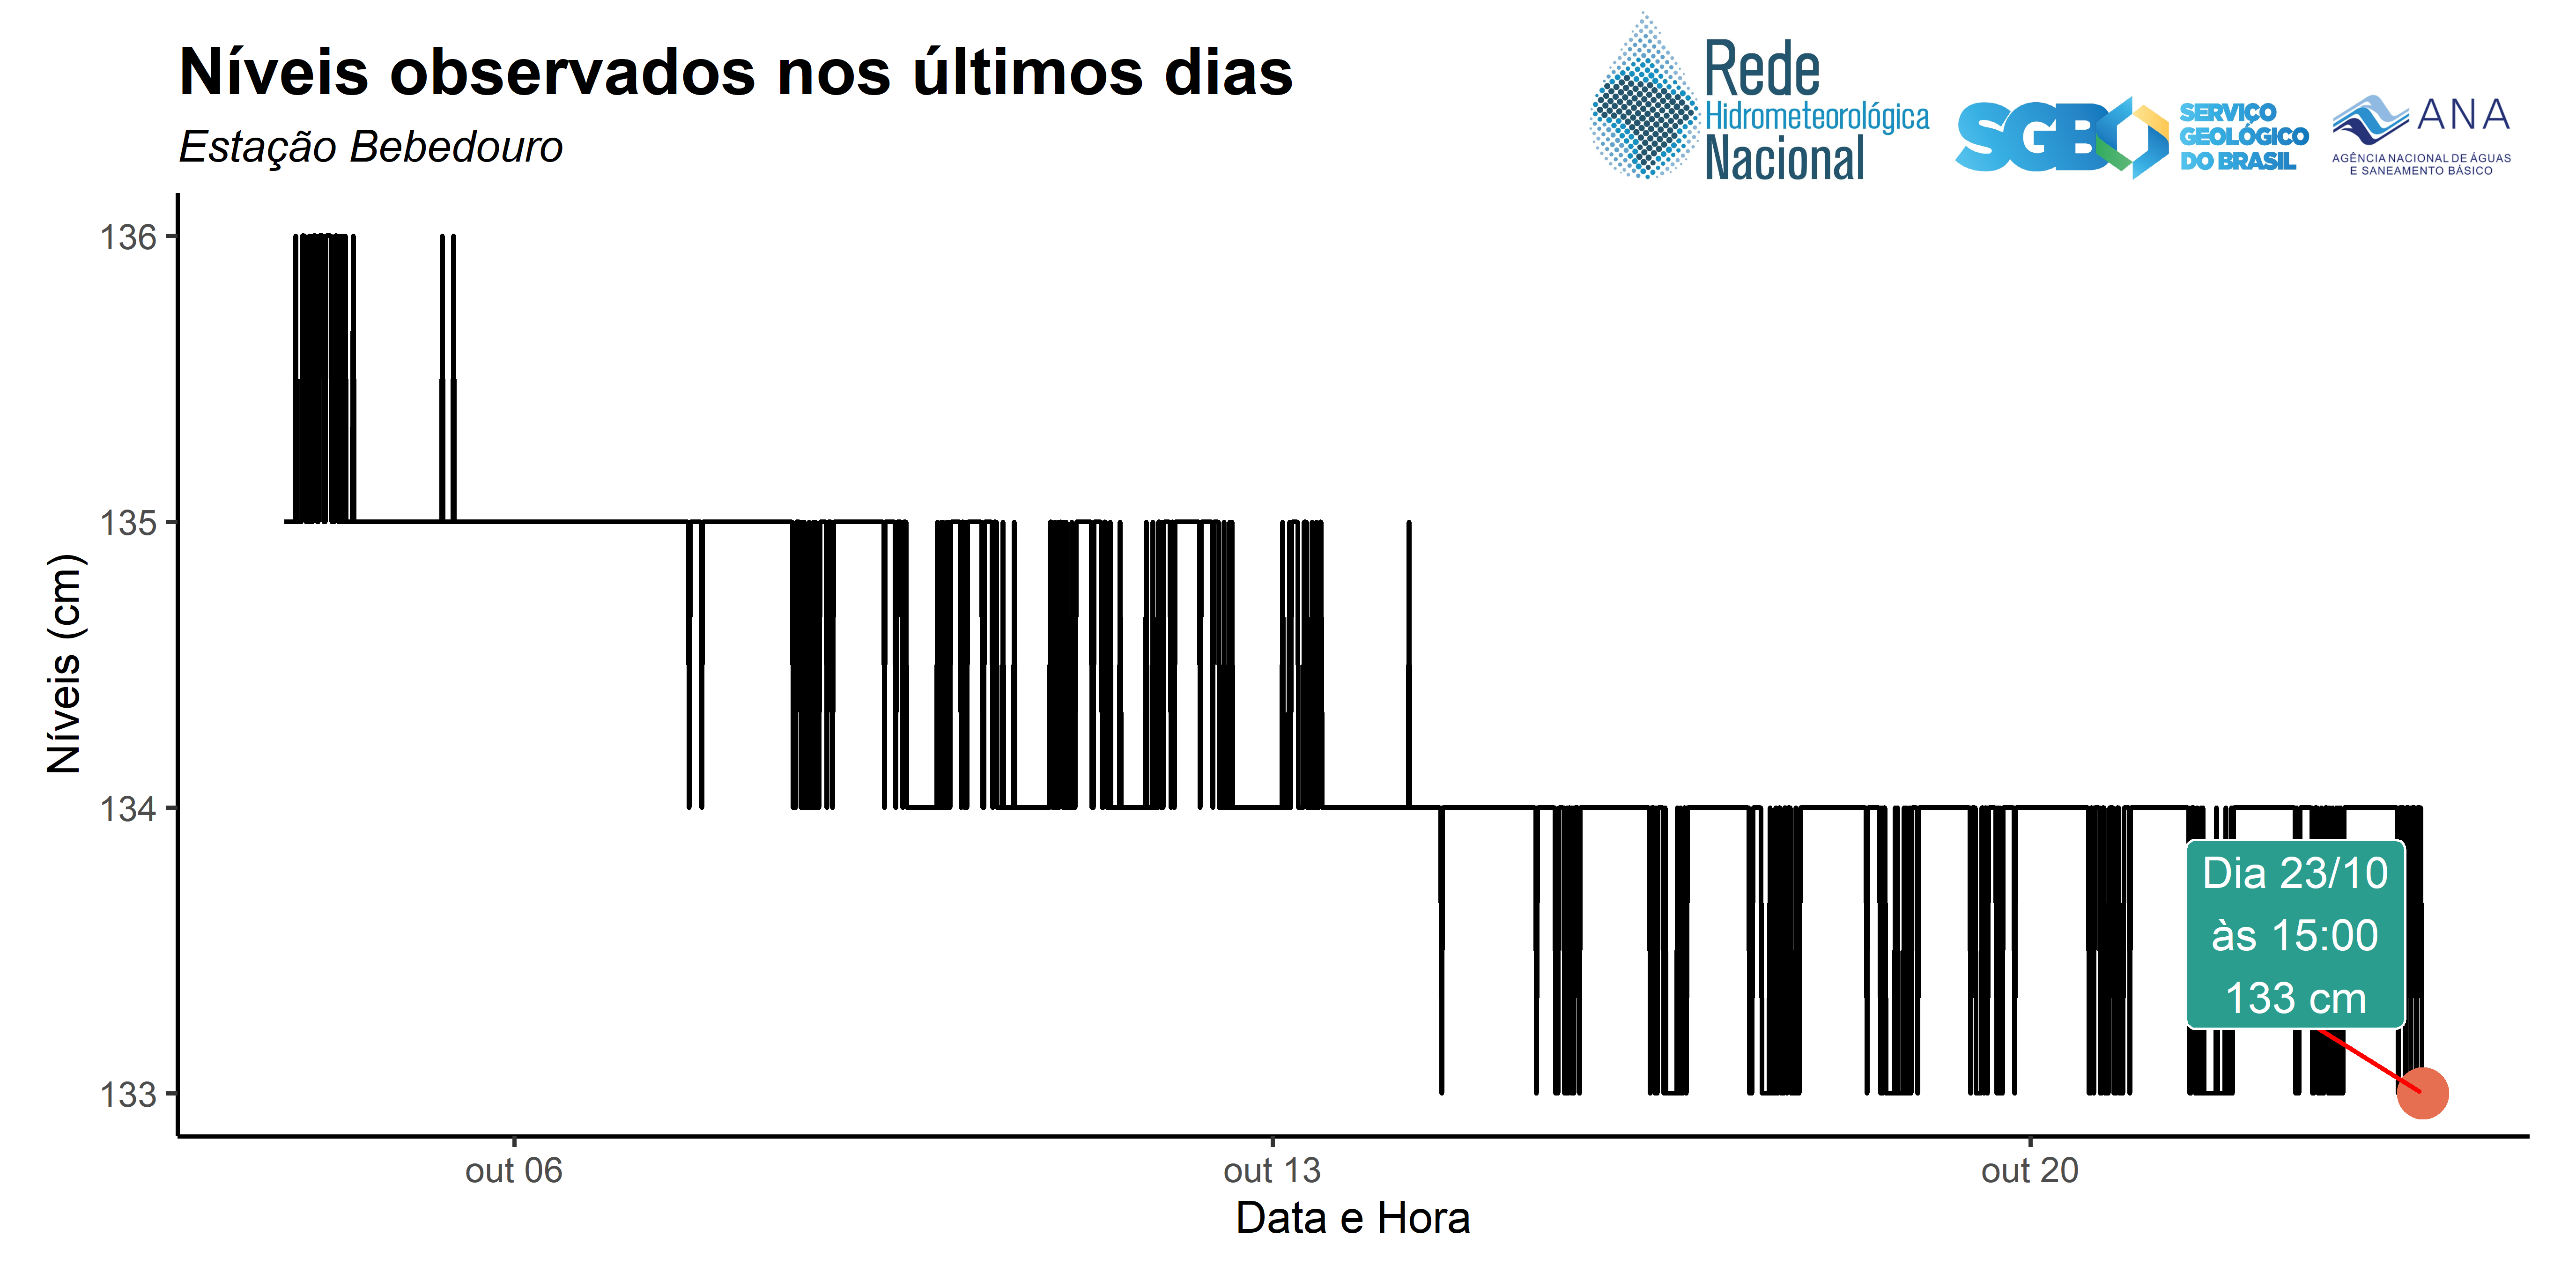 Níveis observados nos últimos dias
Estação Bebedouro
Rede
Hidrometeorológica
Nacional
SGB
SERVIÇO
GEOLÓGICO
DO BRASIL
ANA
AGÊNCIA NACIONAL DE ÁGUAS
E SANEAMENTO BÁSICO
136
135
134
133
Níveis (cm)
Dia 23/10
às 15:00
133 cm
out 06
out 13
out 20
Data e Hora